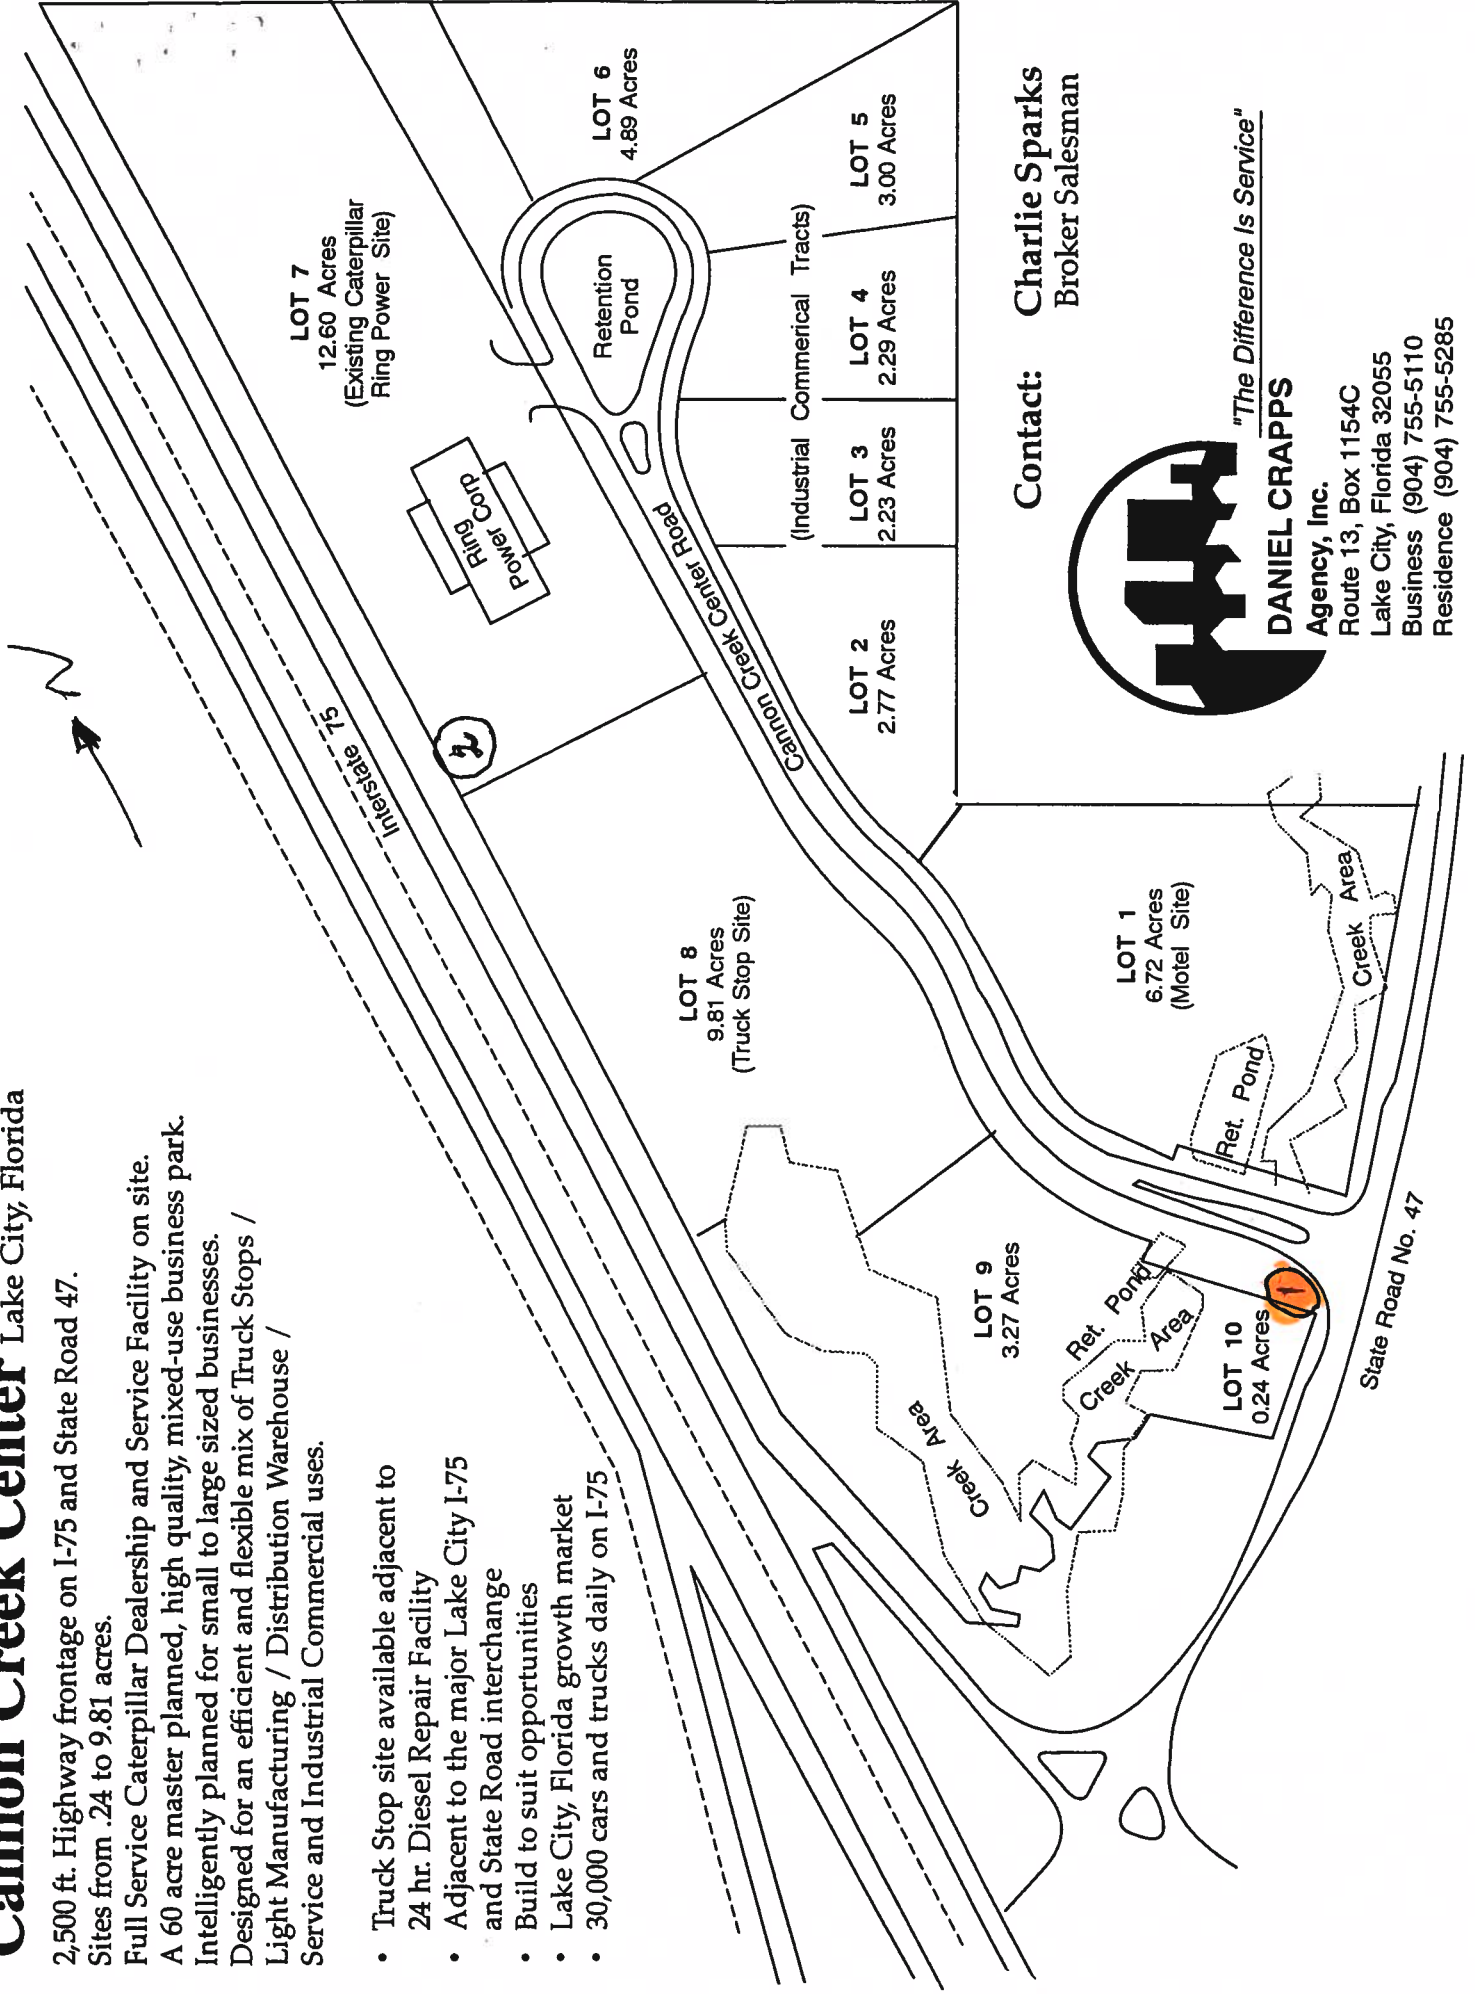 Cannon Creek Center Lake City, Florida
2,500 ft. Highway frontage on I-75 and State Road 47.
Sites from .24 to 9.81 acres.
Full Service Caterpillar Dealership and Service Facility on site.
A 60 acre master planned, high quality, mixed-use business park.
Intelligently planned for small to large sized businesses.
Designed for an efficient and flexible mix of Truck Stops /
Light Manufacturing / Distribution Warehouse /
Service and Industrial Commercial uses.
• Truck Stop site available adjacent to
24 hr. Diesel Repair Facility
• Adjacent to the major Lake City I-75
and State Road interchange
• Build to suit opportunities
• Lake City, Florida growth market
• 30,000 cars and trucks daily on I-75
N
Interstate 75
2
LOT 7
12.60 Acres
(Existing Caterpillar
Ring Power Site)
Ring
Power Corp
Retention
Pond
LOT 6
4.89 Acres
Cannon Creek Center Road
(Industrial Commerical Tracts)
LOT 2
2.77 Acres
LOT 3
2.23 Acres
LOT 4
2.29 Acres
LOT 5
3.00 Acres
LOT 8
9.81 Acres
(Truck Stop Site)
LOT 1
6.72 Acres
(Motel Site)
Ret. Pond
Creek Area
LOT 9
3.27 Acres
Creek Area
Ret. Pond
Creek Area
LOT 10
0.24 Acres
1
State Road No. 47
Contact: Charlie Sparks
Broker Salesman
"The Difference Is Service"
DANIEL CRAPPS
Agency, Inc.
Route 13, Box 1154C
Lake City, Florida 32055
Business (904) 755-5110
Residence (904) 755-5285